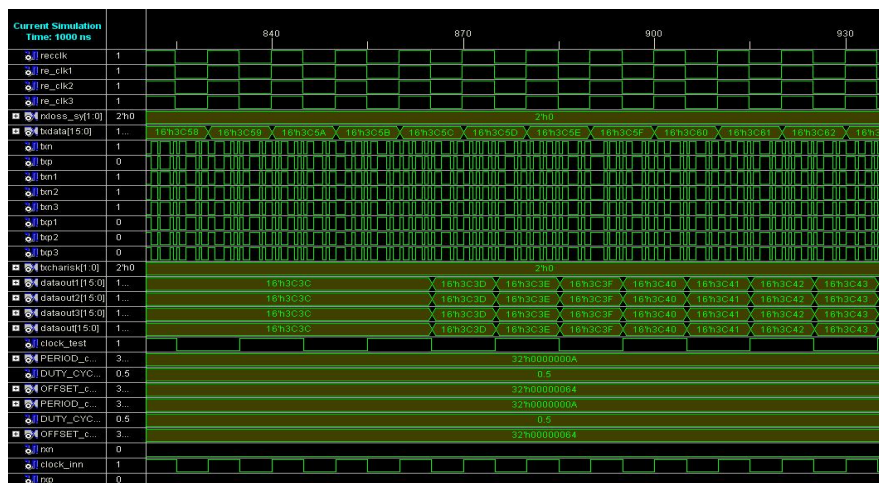 Current Simulation
Time: 1000 ns
840 870 900 930
recclk 1
re_clk1 1
re_clk2 1
re_clk3 1
rxloss_sy[1:0] 2'h0 2'h0
txdata[15:0] 1... 16'h3C58 16'h3C59 16'h3C5A 16'h3C5B 16'h3C5C 16'h3C5D 16'h3C5E 16'h3C5F 16'h3C60 16'h3C61 16'h3C62 16'h3
txn 1
txp 0
txn1 1
txn2 1
txn3 1
txp1 0
txp2 0
txp3 0
txcharisk[1:0] 2'h0 2'h0
dataout1[15:0] 1... 16'h3C3C 16'h3C3D 16'h3C3E 16'h3C3F 16'h3C40 16'h3C41 16'h3C42 16'h3C43
dataout2[15:0] 1... 16'h3C3C 16'h3C3D 16'h3C3E 16'h3C3F 16'h3C40 16'h3C41 16'h3C42 16'h3C43
dataout3[15:0] 1... 16'h3C3C 16'h3C3D 16'h3C3E 16'h3C3F 16'h3C40 16'h3C41 16'h3C42 16'h3C43
dataout[15:0] 1... 16'h3C3C 16'h3C3D 16'h3C3E 16'h3C3F 16'h3C40 16'h3C41 16'h3C42 16'h3C43
clock_test 1
PERIOD_c... 3... 32'h0000000A
DUTY_CYC... 0.5 0.5
OFFSET_c... 3... 32'h00000064
PERIOD_c... 3... 32'h0000000A
DUTY_CYC... 0.5 0.5
OFFSET_c... 3... 32'h00000064
rxn 0
clock_inn 1
rxp 0